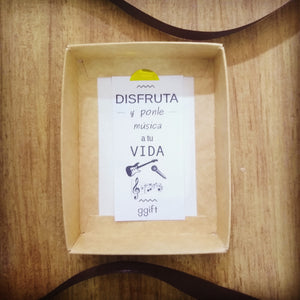 DISFRUTA
y ponle
música
a tu
VIDA
ggift